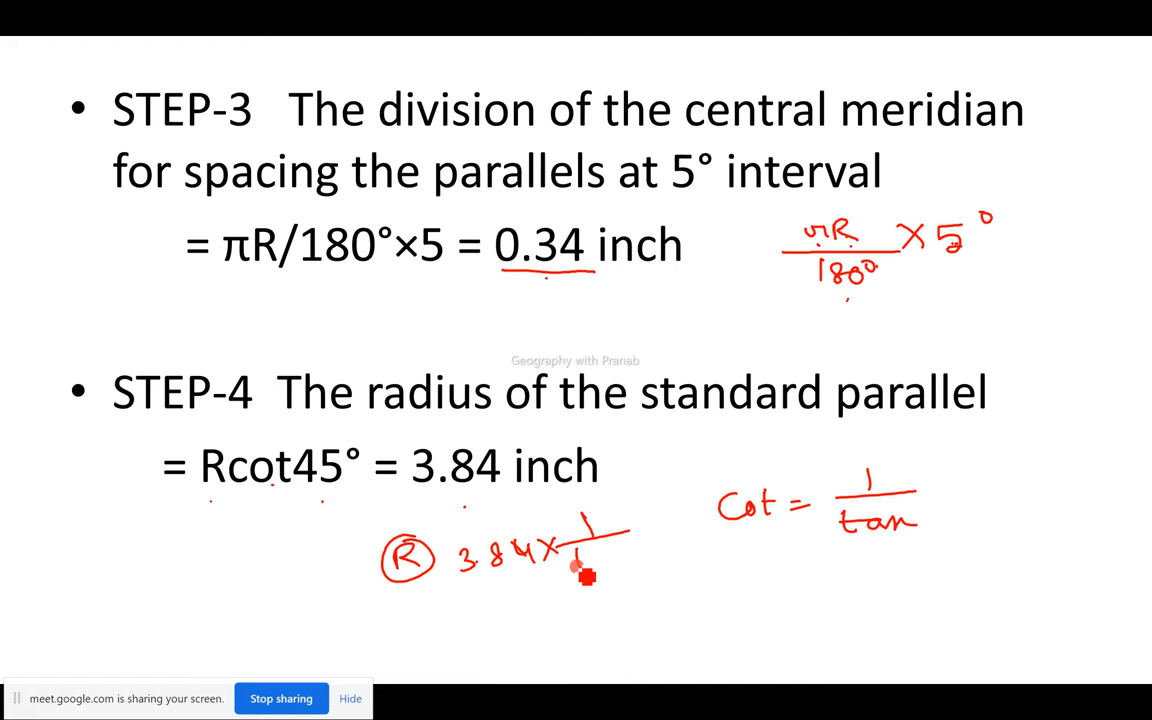 • STEP-3 The division of the central meridian
for spacing the parallels at 5° interval
= πR/180°×5 = 0.34 inch
πR/180° × 5°
Geography with Pranab
• STEP-4 The radius of the standard parallel
= Rcot45° = 3.84 inch
Cot = 1/tan
R 3.84 × 1/1
meet.google.com is sharing your screen. Stop sharing Hide